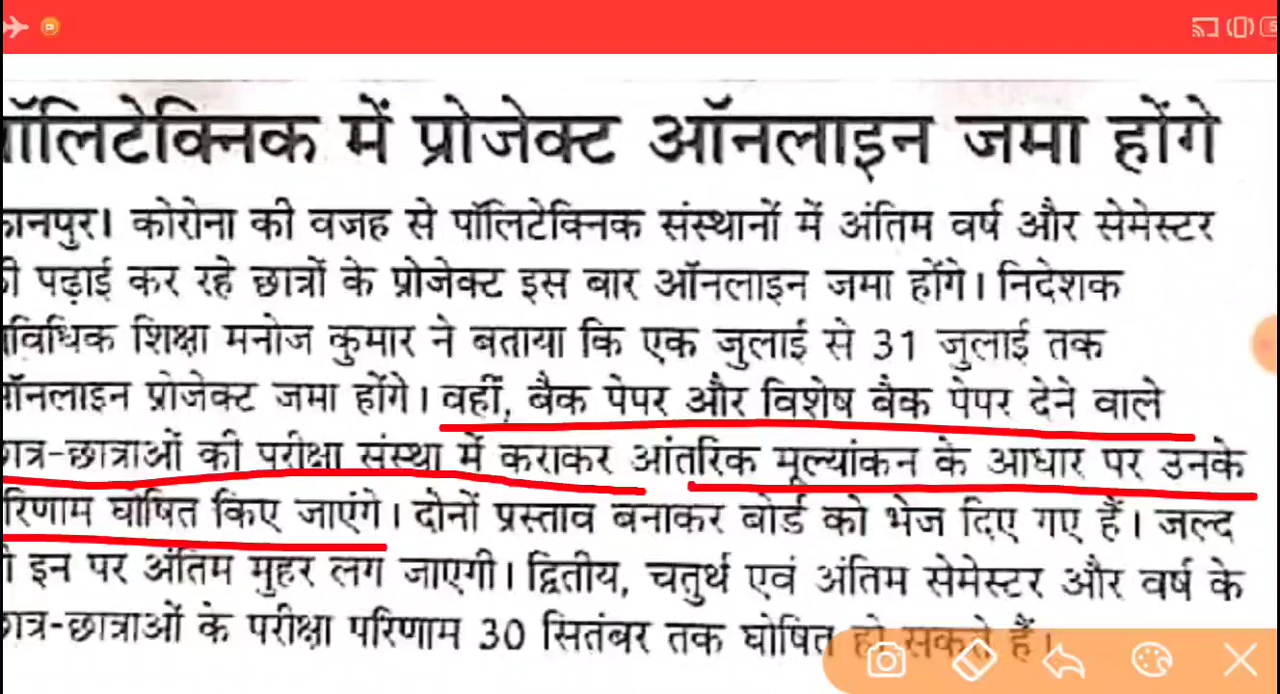 पॉलिटेक्निक में प्रोजेक्ट ऑनलाइन जमा होंगे
कानपुर। कोरोना की वजह से पॉलिटेक्निक संस्थानों में अंतिम वर्ष और सेमेस्टर
की पढ़ाई कर रहे छात्रों के प्रोजेक्ट इस बार ऑनलाइन जमा होंगे। निदेशक
प्राविधिक शिक्षा मनोज कुमार ने बताया कि एक जुलाई से 31 जुलाई तक
ऑनलाइन प्रोजेक्ट जमा होंगे। वहीं, बैक पेपर और विशेष बैक पेपर देने वाले
छात्र-छात्राओं की परीक्षा संस्था में कराकर आंतरिक मूल्यांकन के आधार पर उनके
परिणाम घोषित किए जाएंगे। दोनों प्रस्ताव बनाकर बोर्ड को भेज दिए गए हैं। जल्द
ही इन पर अंतिम मुहर लग जाएगी। द्वितीय, चतुर्थ एवं अंतिम सेमेस्टर और वर्ष के
छात्र-छात्राओं के परीक्षा परिणाम 30 सितंबर तक घोषित हो सकते हैं।